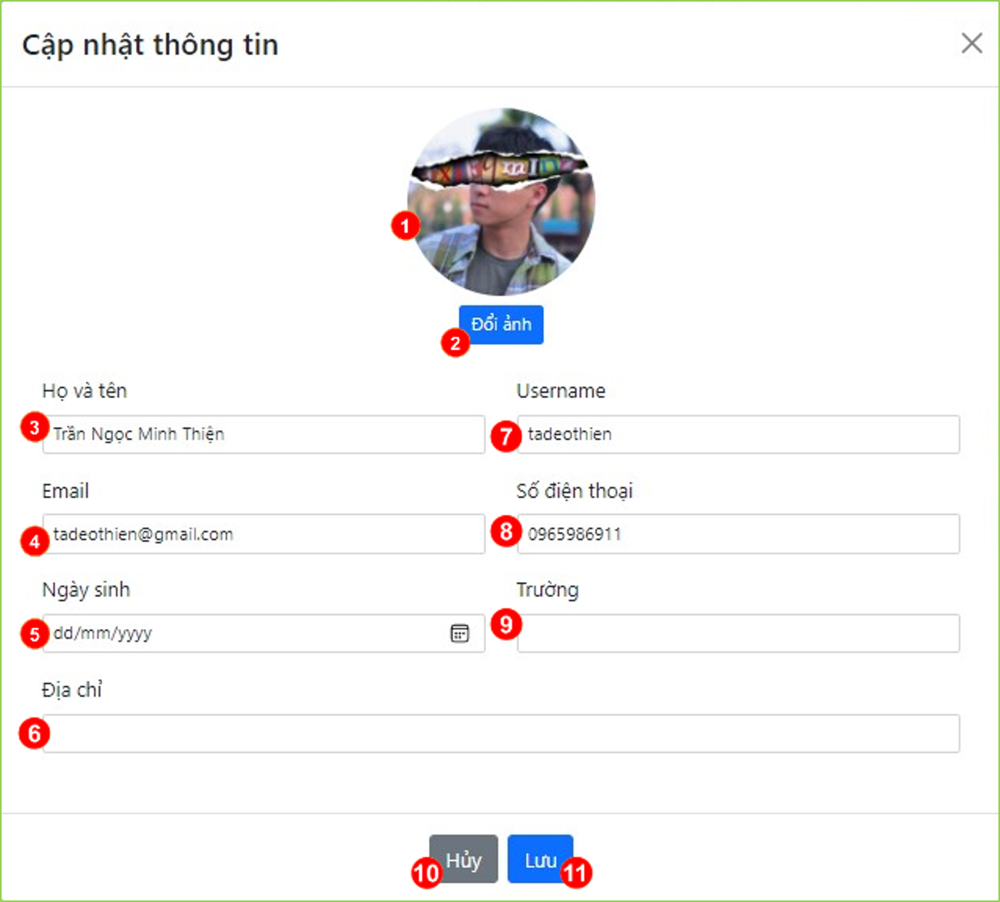 Cập nhật thông tin
1
Đổi ảnh
2
Họ và tên
Username
3 Trần Ngọc Minh Thiện
7 tadeothien
Email
Số điện thoại
4 tadeothien@gmail.com
8 0965986911
Ngày sinh
Trường
5 dd/mm/yyyy
9
Địa chỉ
6
10 Hủy
Lưu 11